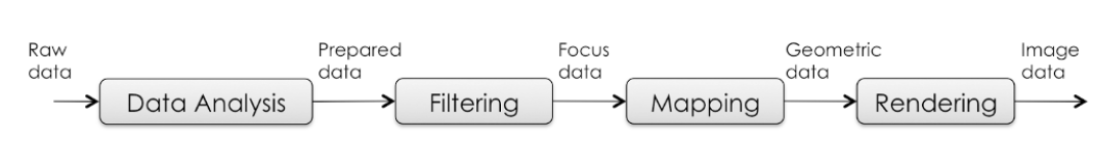 Raw
data
Data Analysis
Prepared
data
Filtering
Focus
data
Mapping
Geometric
data
Rendering
Image
data